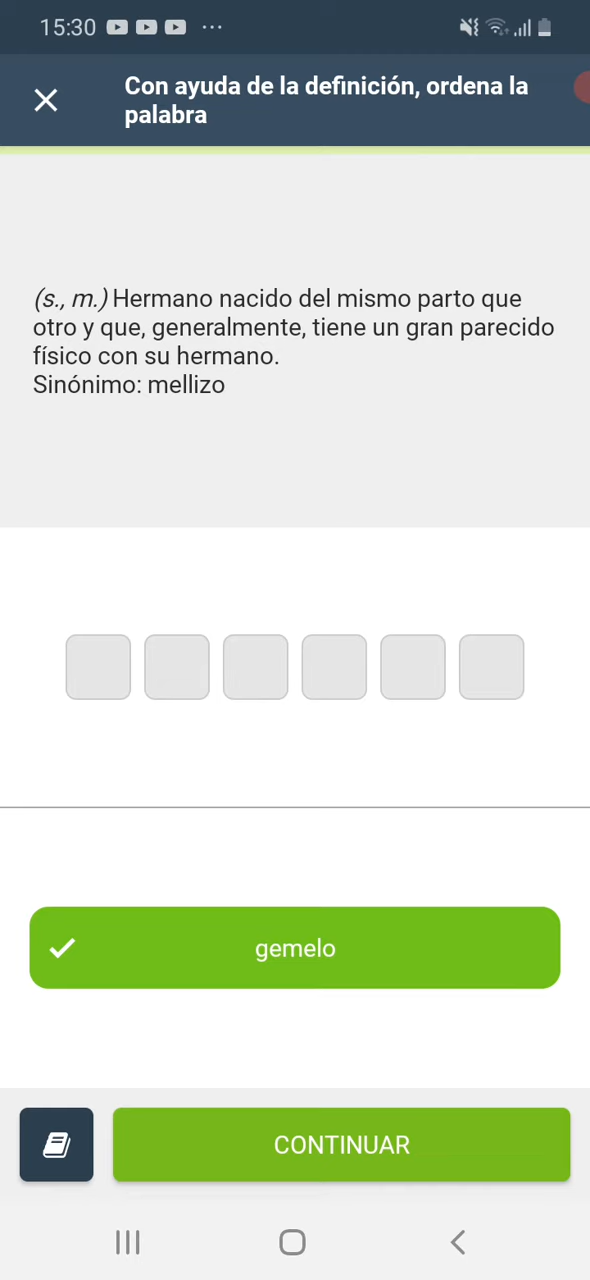 15:30
Con ayuda de la definición, ordena la
palabra
(s., m.) Hermano nacido del mismo parto que
otro y que, generalmente, tiene un gran parecido
físico con su hermano.
Sinónimo: mellizo
gemelo
CONTINUAR